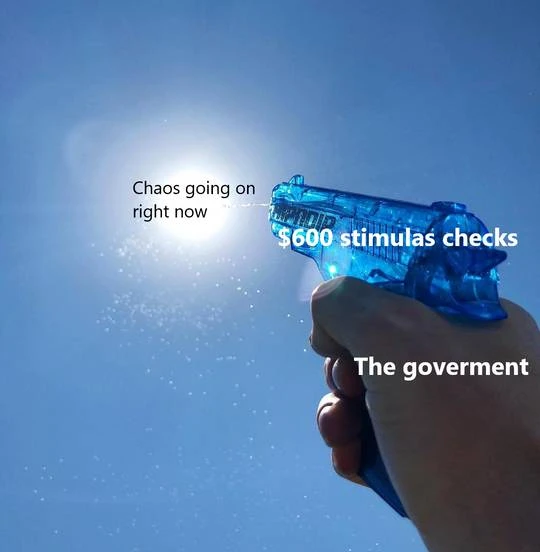 Chaos going on
right now
$600 stimulas checks
The goverment